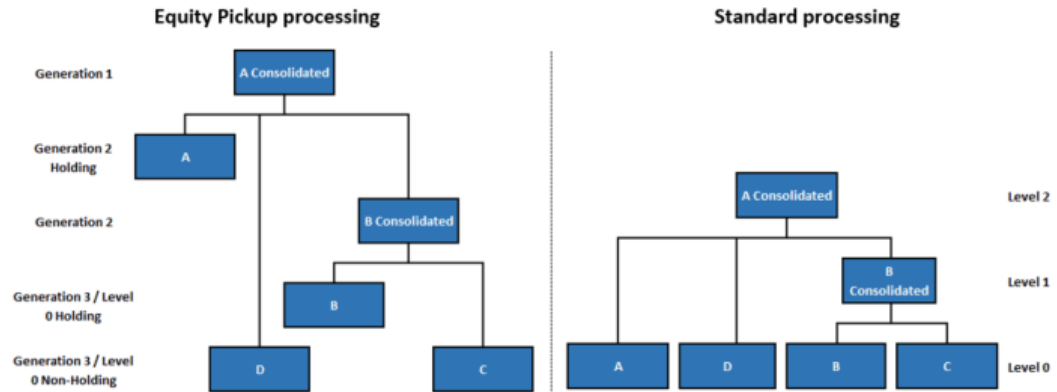 Equity Pickup processing
Standard processing
Generation 1
A Consolidated
Generation 2
Holding
A
Generation 2
B Consolidated
Generation 3 / Level
0 Holding
B
Generation 3 / Level
0 Non-Holding
D
C
A Consolidated
Level 2
B
Consolidated
Level 1
A
D
B
C
Level 0